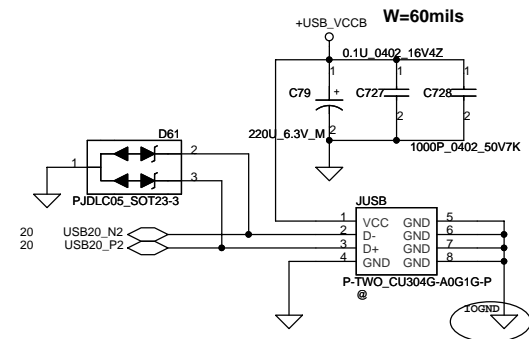 W=60mils
+USB_VCCB
0.1U_0402_16V4Z
1 1 1
C79 + C727 C728
2 2 2
220U_6.3V_M
1000P_0402_50V7K
D61
1 2
3
PJDLC05_SOT23-3
JUSB
1 VCC GND 5
20 USB20_N2 2 D- GND 6
20 USB20_P2 3 D+ GND 7
4 GND GND 8
P-TWO_CU304G-A0G1G-P
@
IOGND